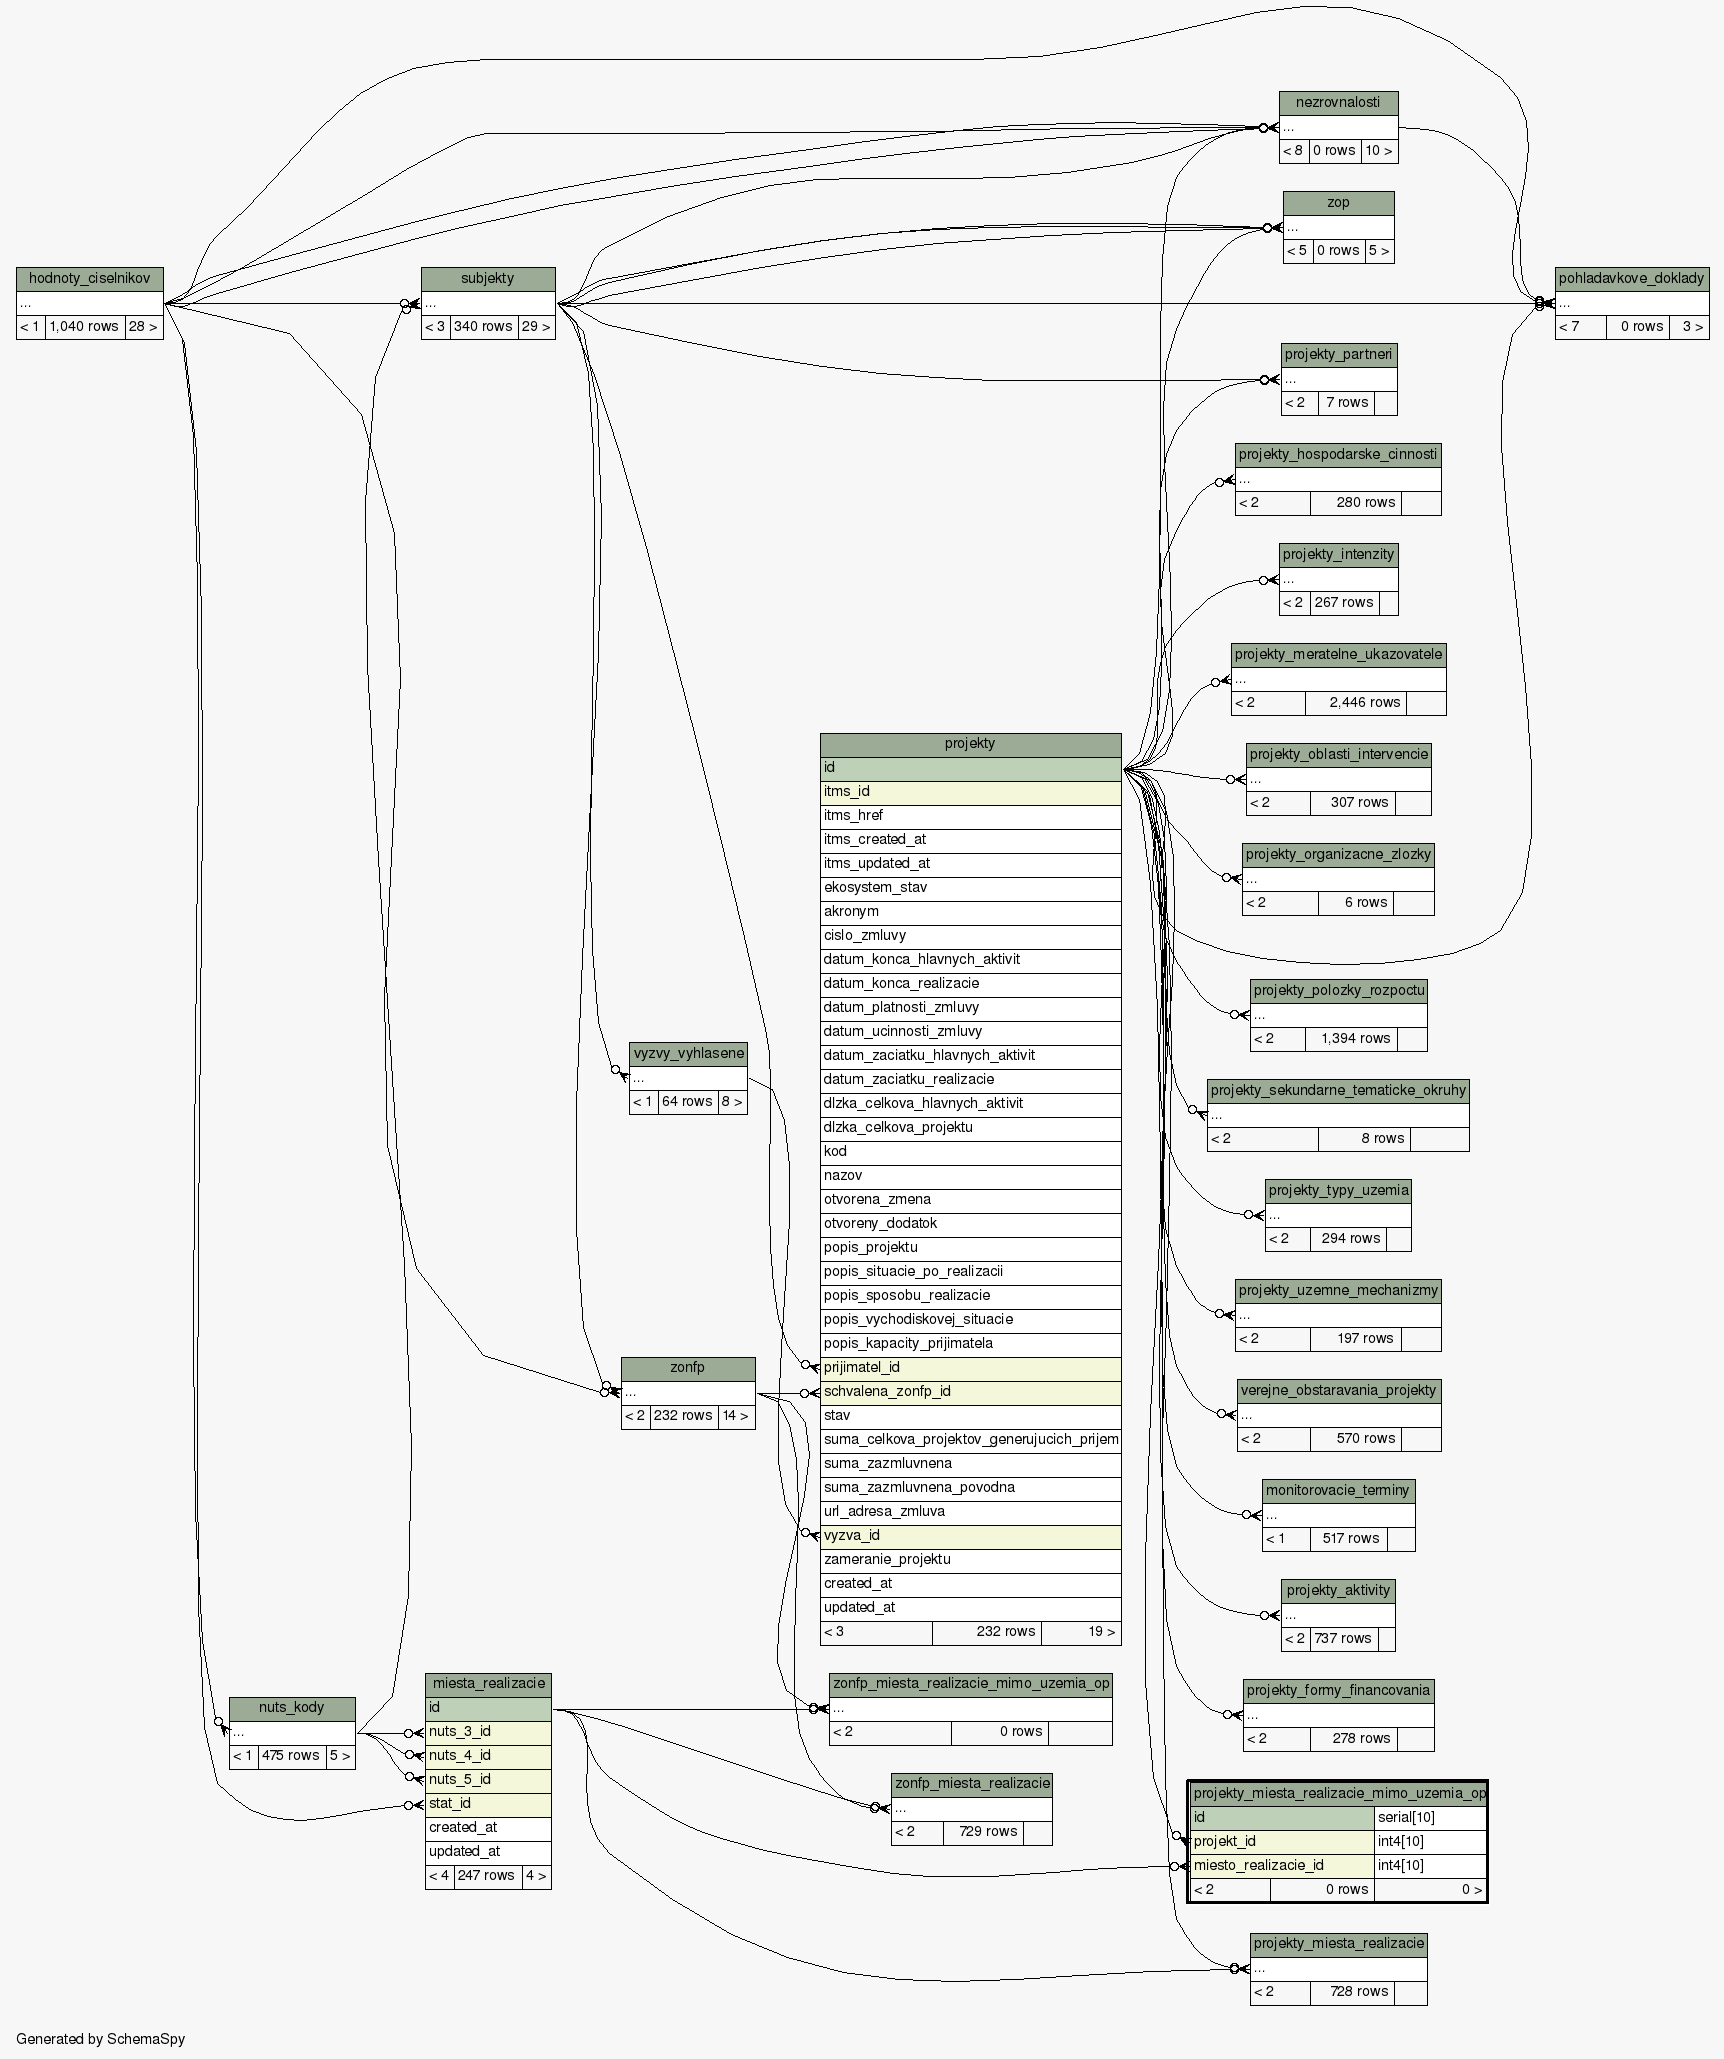 nezrovnalosti
...
< 8 0 rows 10 >
zop
...
< 5 0 rows 5 >
hodnoty_ciselnikov
...
< 1 1,040 rows 28 >
subjekty
...
< 3 340 rows 29 >
pohladavkove_doklady
...
< 7 0 rows 3 >
projekty_partneri
...
< 2 7 rows
projekty_hospodarske_cinnosti
...
< 2 280 rows
projekty_intenzity
...
< 2 267 rows
projekty_meratelne_ukazovatele
...
< 2 2,446 rows
projekty_oblasti_intervencie
...
< 2 307 rows
projekty_organizacne_zlozky
...
< 2 6 rows
projekty_polozky_rozpoctu
...
< 2 1,394 rows
projekty_sekundarne_tematicke_okruhy
...
< 2 8 rows
projekty_typy_uzemia
...
< 2 294 rows
projekty_uzemne_mechanizmy
...
< 2 197 rows
verejne_obstaravania_projekty
...
< 2 570 rows
monitorovacie_terminy
...
< 1 517 rows
projekty_aktivity
...
< 2 737 rows
projekty_formy_financovania
...
< 2 278 rows
projekty
id
itms_id
itms_href
itms_created_at
itms_updated_at
ekosystem_stav
akronym
cislo_zmluvy
datum_konca_hlavnych_aktivit
datum_konca_realizacie
datum_platnosti_zmluvy
datum_ucinnosti_zmluvy
datum_zaciatku_hlavnych_aktivit
datum_zaciatku_realizacie
dlzka_celkova_hlavnych_aktivit
dlzka_celkova_projektu
kod
nazov
otvorena_zmena
otvoreny_dodatok
popis_projektu
popis_situacie_po_realizacii
popis_sposobu_realizacie
popis_vychodiskovej_situacie
popis_kapacity_prijimatela
prijimatel_id
schvalena_zonfp_id
stav
suma_celkova_projektov_generujucich_prijem
suma_zazmluvnena
suma_zazmluvnena_povodna
url_adresa_zmluva
vyzva_id
zameranie_projektu
created_at
updated_at
< 3 232 rows 19 >
vyzvy_vyhlasene
...
< 1 64 rows 8 >
zonfp
...
< 2 232 rows 14 >
nuts_kody
...
< 1 475 rows 5 >
miesta_realizacie
id
nuts_3_id
nuts_4_id
nuts_5_id
stat_id
created_at
updated_at
< 4 247 rows 4 >
zonfp_miesta_realizacie_mimo_uzemia_op
...
< 2 0 rows
zonfp_miesta_realizacie
...
< 2 729 rows
projekty_miesta_realizacie_mimo_uzemia_op
id serial[10]
projekt_id int4[10]
miesto_realizacie_id int4[10]
< 2 0 rows 0 >
projekty_miesta_realizacie
...
< 2 728 rows
Generated by SchemaSpy